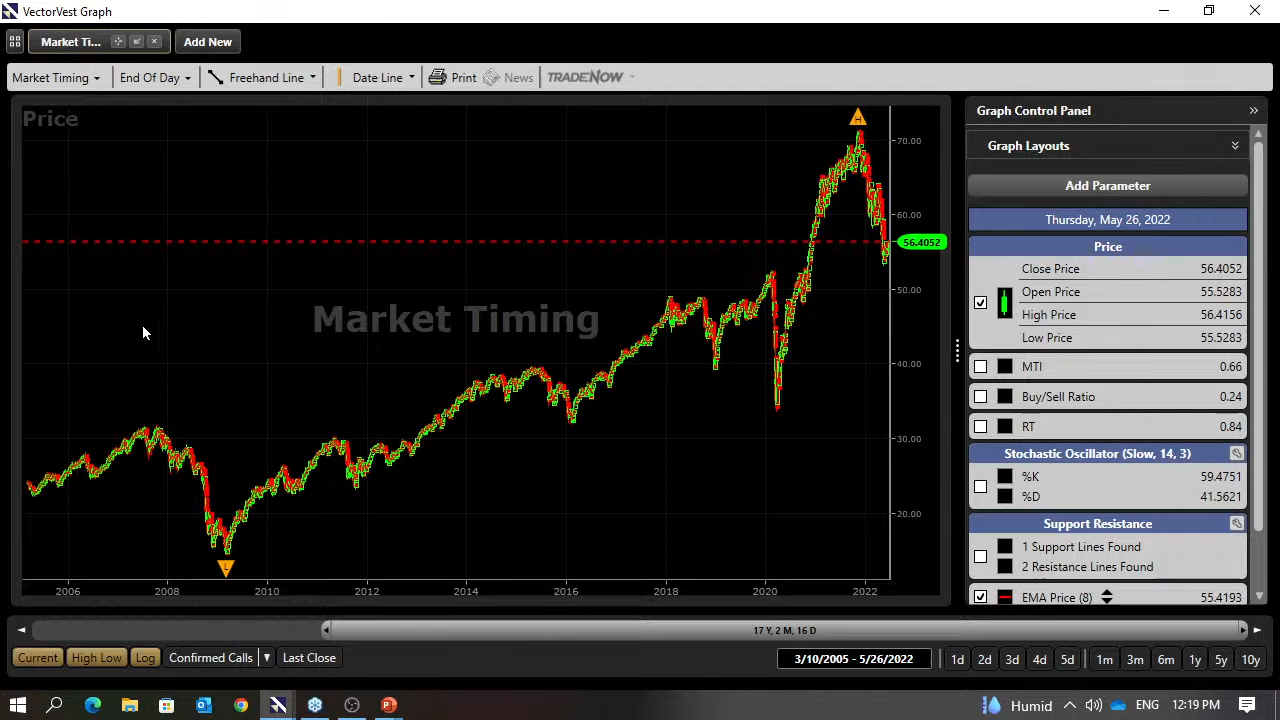 VectorVest Graph
Market Ti...
Add New
Market Timing
End Of Day
Freehand Line
Date Line
Print
News
TRADENOW
Price
H
70.00
60.00
56.4052
50.00
Market Timing
40.00
30.00
20.00
L
2006 2008 2010 2012 2014 2016 2018 2020 2022
Graph Control Panel
Graph Layouts
Add Parameter
Thursday, May 26, 2022
Price
Close Price 56.4052
Open Price 55.5283
High Price 56.4156
Low Price 55.5283
MTI 0.66
Buy/Sell Ratio 0.24
RT 0.84
Stochastic Oscillator (Slow, 14, 3)
%K 59.4751
%D 41.5621
Support Resistance
1 Support Lines Found
2 Resistance Lines Found
EMA Price (8) 55.4193
17 Y, 2 M, 16 D
Current High Low Log Confirmed Calls Last Close 3/10/2005 - 5/26/2022 1d 2d 3d 4d 5d 1m 3m 6m 1y 5y 10y
Humid ENG 12:19 PM